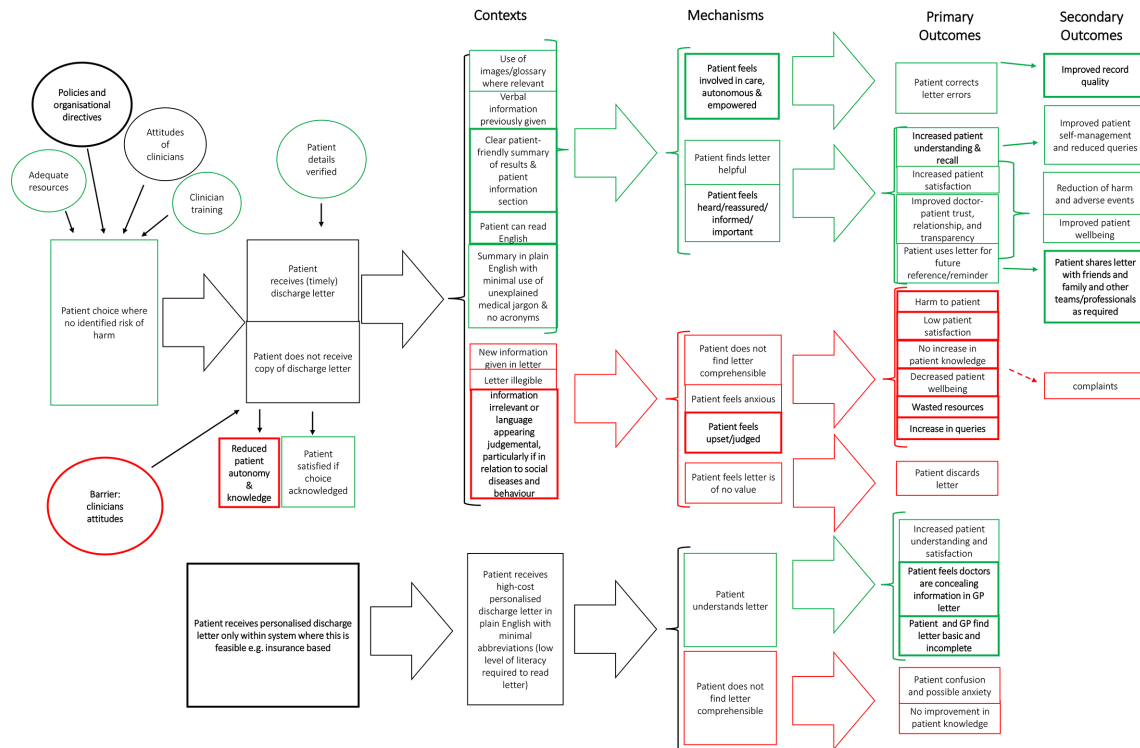 Contexts
Mechanisms
Primary
Outcomes
Secondary
Outcomes
Policies and
organisational
directives
Attitudes
of
clinicians
Adequate
resources
Clinician
training
Patient
details
verified
Patient choice where
no identified risk of
harm
Patient
receives (timely)
discharge letter
Patient does not receive
copy of discharge letter
Barrier:
clinicians
attitudes
Reduced
patient
autonomy
&
knowledge
Patient
satisfied if
choice
acknowledged
Use of
images/glossary
where relevant
Verbal
information
previously given
Clear patient-
friendly summary
of results &
patient
information
section
Patient can read
English
Summary in plain
English with
minimal use of
unexplained
medical jargon
& no acronyms
New information
given in letter
Letter illegible
information
irrelevant or
language
appearing
judgemental,
particularly if in
relation to social
diseases and
behaviour
Patient feels
involved in care,
autonomous &
empowered
Patient finds letter
helpful
Patient feels
heard/reassured/
informed/
important
Patient does not
find letter
comprehensible
Patient feels anxious
Patient feels
upset/judged
Patient feels letter is
of no value
Patient corrects
letter errors
Increased patient
understanding &
recall
Increased patient
satisfaction
Improved doctor-
patient trust,
relationship, and
transparency
Patient uses letter for
future
reference/reminder
Harm to patient
Low patient
satisfaction
No increase in
patient knowledge
Decreased patient
wellbeing
Wasted resources
Increase in queries
Patient discards
letter
Improved record
quality
Improved patient
self-management
and reduced queries
Reduction of harm
and adverse events
Improved patient
wellbeing
Patient shares letter
with friends and
family and other
teams/professionals
as required
complaints
Patient receives personalised discharge
letter only within system where this is
feasible e.g. insurance based
Patient receives
high-cost
personalised
discharge letter in
plain English with
minimal
abbreviations (low
level of literacy
required to read
letter)
Patient
understands letter
Patient does not
find letter
comprehensible
Increased patient
understanding and
satisfaction
Patient feels doctors
are concealing
information in GP
letter
Patient and GP find
letter basic and
incomplete
Patient confusion
and possible anxiety
No improvement in
patient knowledge